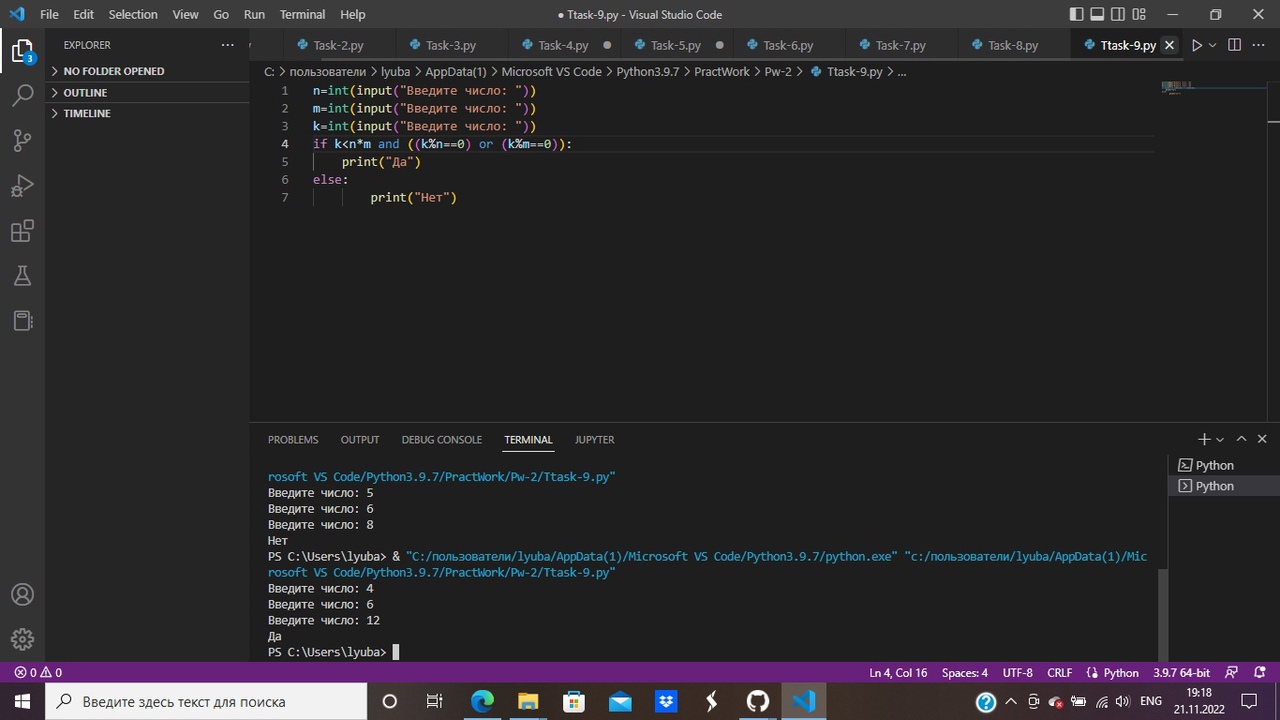 File Edit Selection View Go Run Terminal Help
● Ttask-9.py - Visual Studio Code
EXPLORER
Task-2.py Task-3.py Task-4.py Task-5.py Task-6.py Task-7.py Task-8.py Ttask-9.py
3
NO FOLDER OPENED
OUTLINE
TIMELINE
C: > пользователи > lyuba > AppData(1) > Microsoft VS Code > Python3.9.7 > PractWork > Pw-2 > Ttask-9.py > ...
1 n=int(input("Введите число: "))
2 m=int(input("Введите число: "))
3 k=int(input("Введите число: "))
4 if k<n*m and ((k%n==0) or (k%m==0)):
5     print("Да")
6 else:
7         print("Нет")
PROBLEMS OUTPUT DEBUG CONSOLE TERMINAL JUPYTER
Python
Python
rosoft VS Code/Python3.9.7/PractWork/Pw-2/Ttask-9.py"
Введите число: 5
Введите число: 6
Введите число: 8
Нет
PS C:\Users\lyuba> & "C:/пользователи/lyuba/AppData(1)/Microsoft VS Code/Python3.9.7/python.exe" "c:/пользователи/lyuba/AppData(1)/Mic
rosoft VS Code/Python3.9.7/PractWork/Pw-2/Ttask-9.py"
Введите число: 4
Введите число: 6
Введите число: 12
Да
PS C:\Users\lyuba>
0 0 Ln 4, Col 16 Spaces: 4 UTF-8 CRLF Python 3.9.7 64-bit
Введите здесь текст для поиска
ENG
19:18
21.11.2022